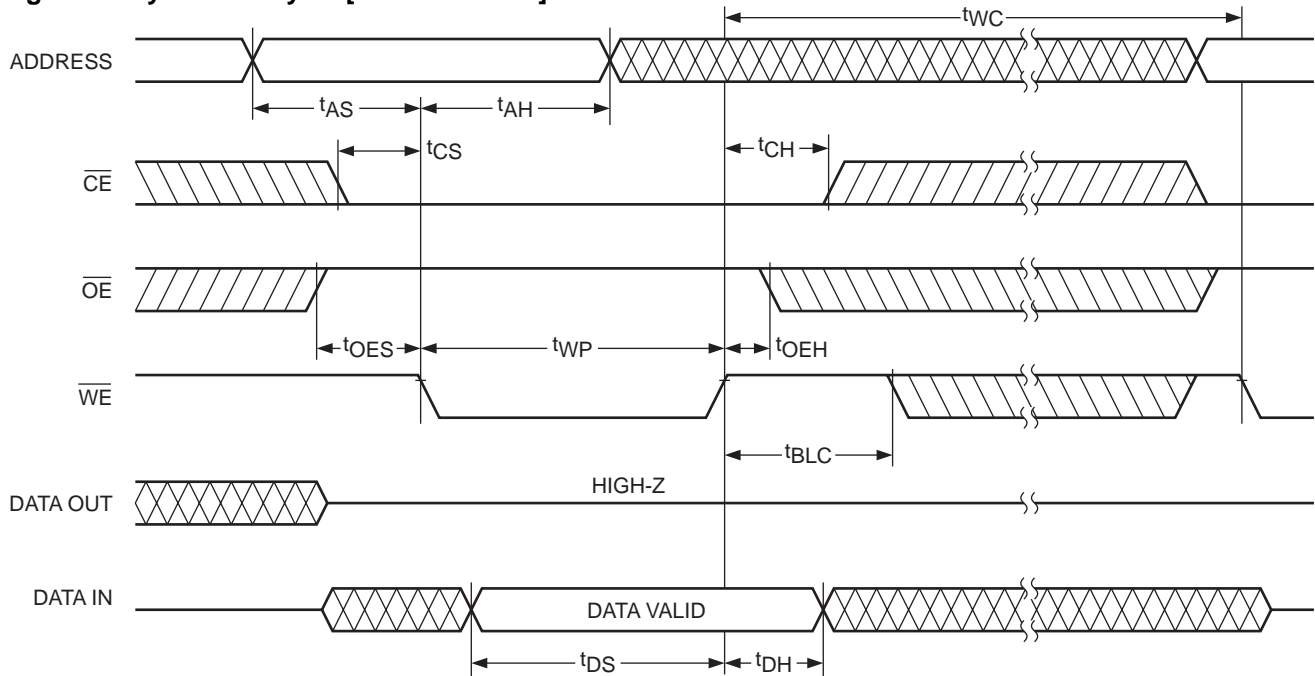 tWC
ADDRESS
tAS
tAH
tCS
tCH
CE
OE
tOES
tWP
tOEH
WE
tBLC
HIGH-Z
DATA OUT
DATA IN
DATA VALID
tDS
tDH